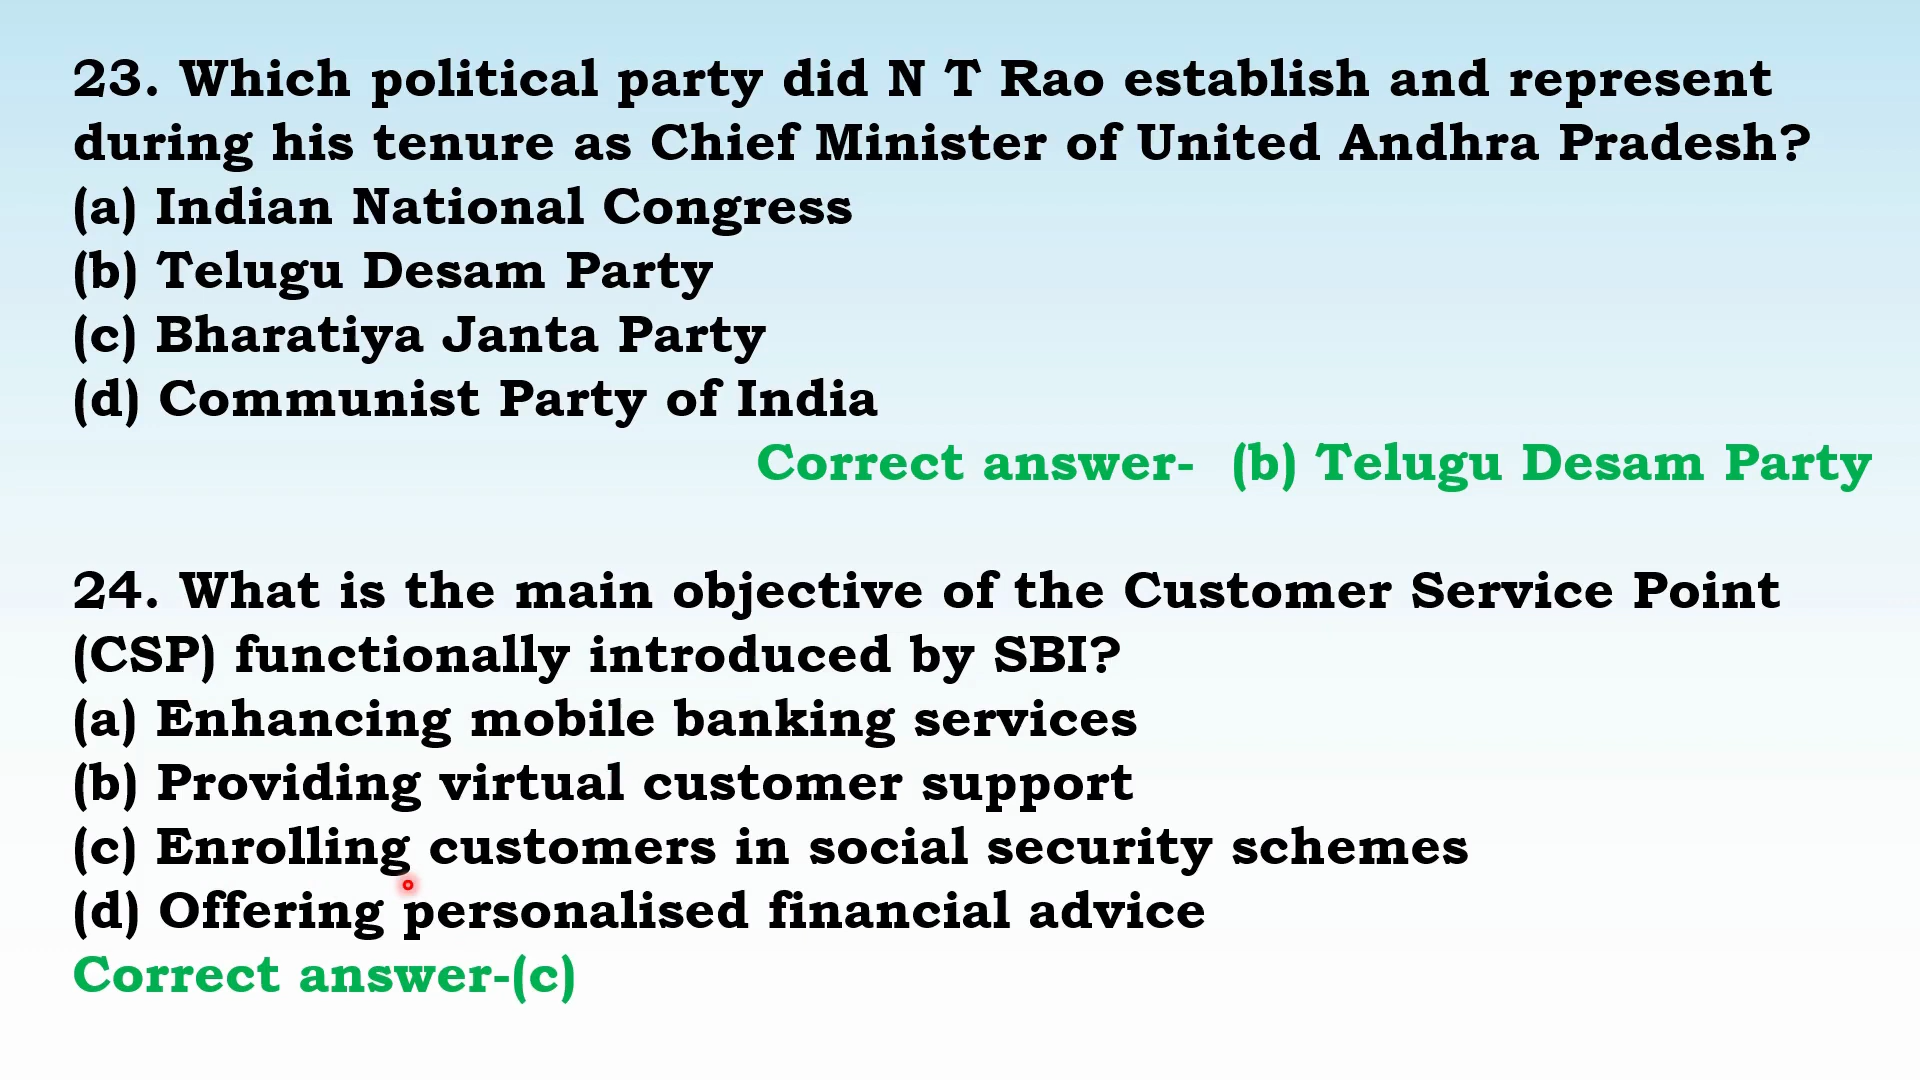 23. Which political party did N T Rao establish and represent
during his tenure as Chief Minister of United Andhra Pradesh?
(a) Indian National Congress
(b) Telugu Desam Party
(c) Bharatiya Janta Party
(d) Communist Party of India
Correct answer- (b) Telugu Desam Party
24. What is the main objective of the Customer Service Point
(CSP) functionally introduced by SBI?
(a) Enhancing mobile banking services
(b) Providing virtual customer support
(c) Enrolling customers in social security schemes
(d) Offering personalised financial advice
Correct answer-(c)